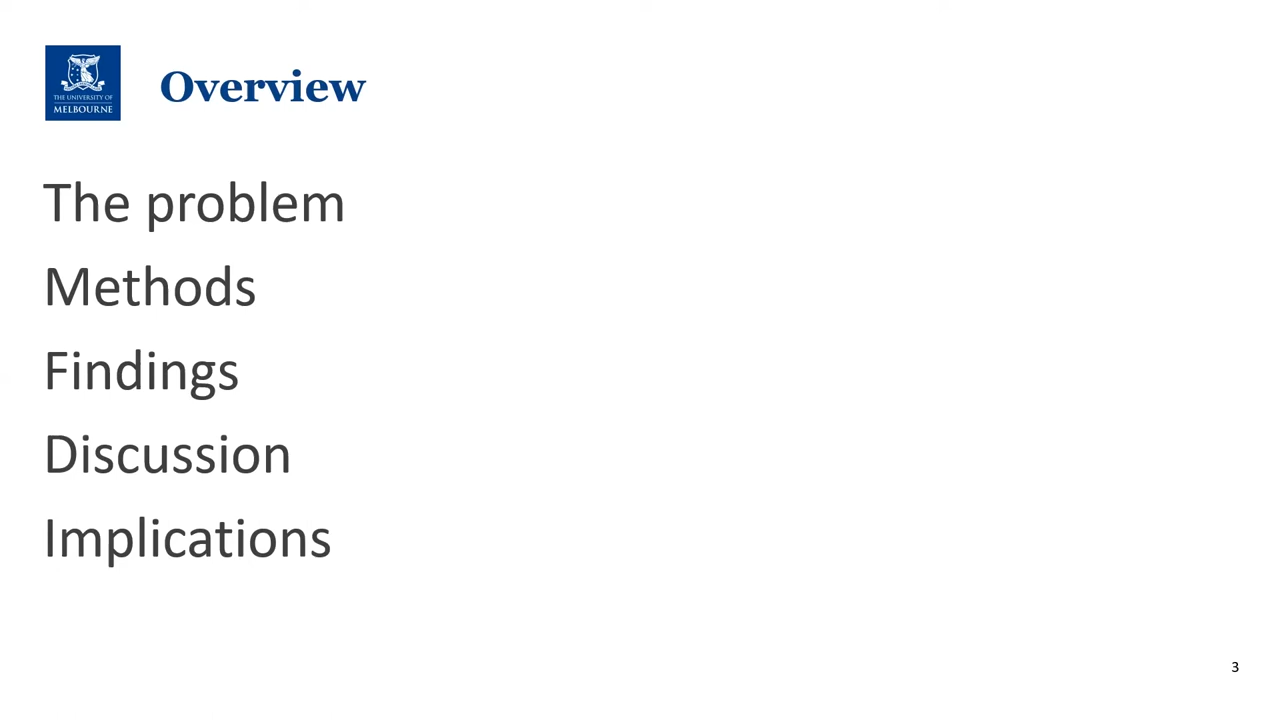 THE UNIVERSITY OF
MELBOURNE
Overview
The problem
Methods
Findings
Discussion
Implications
3